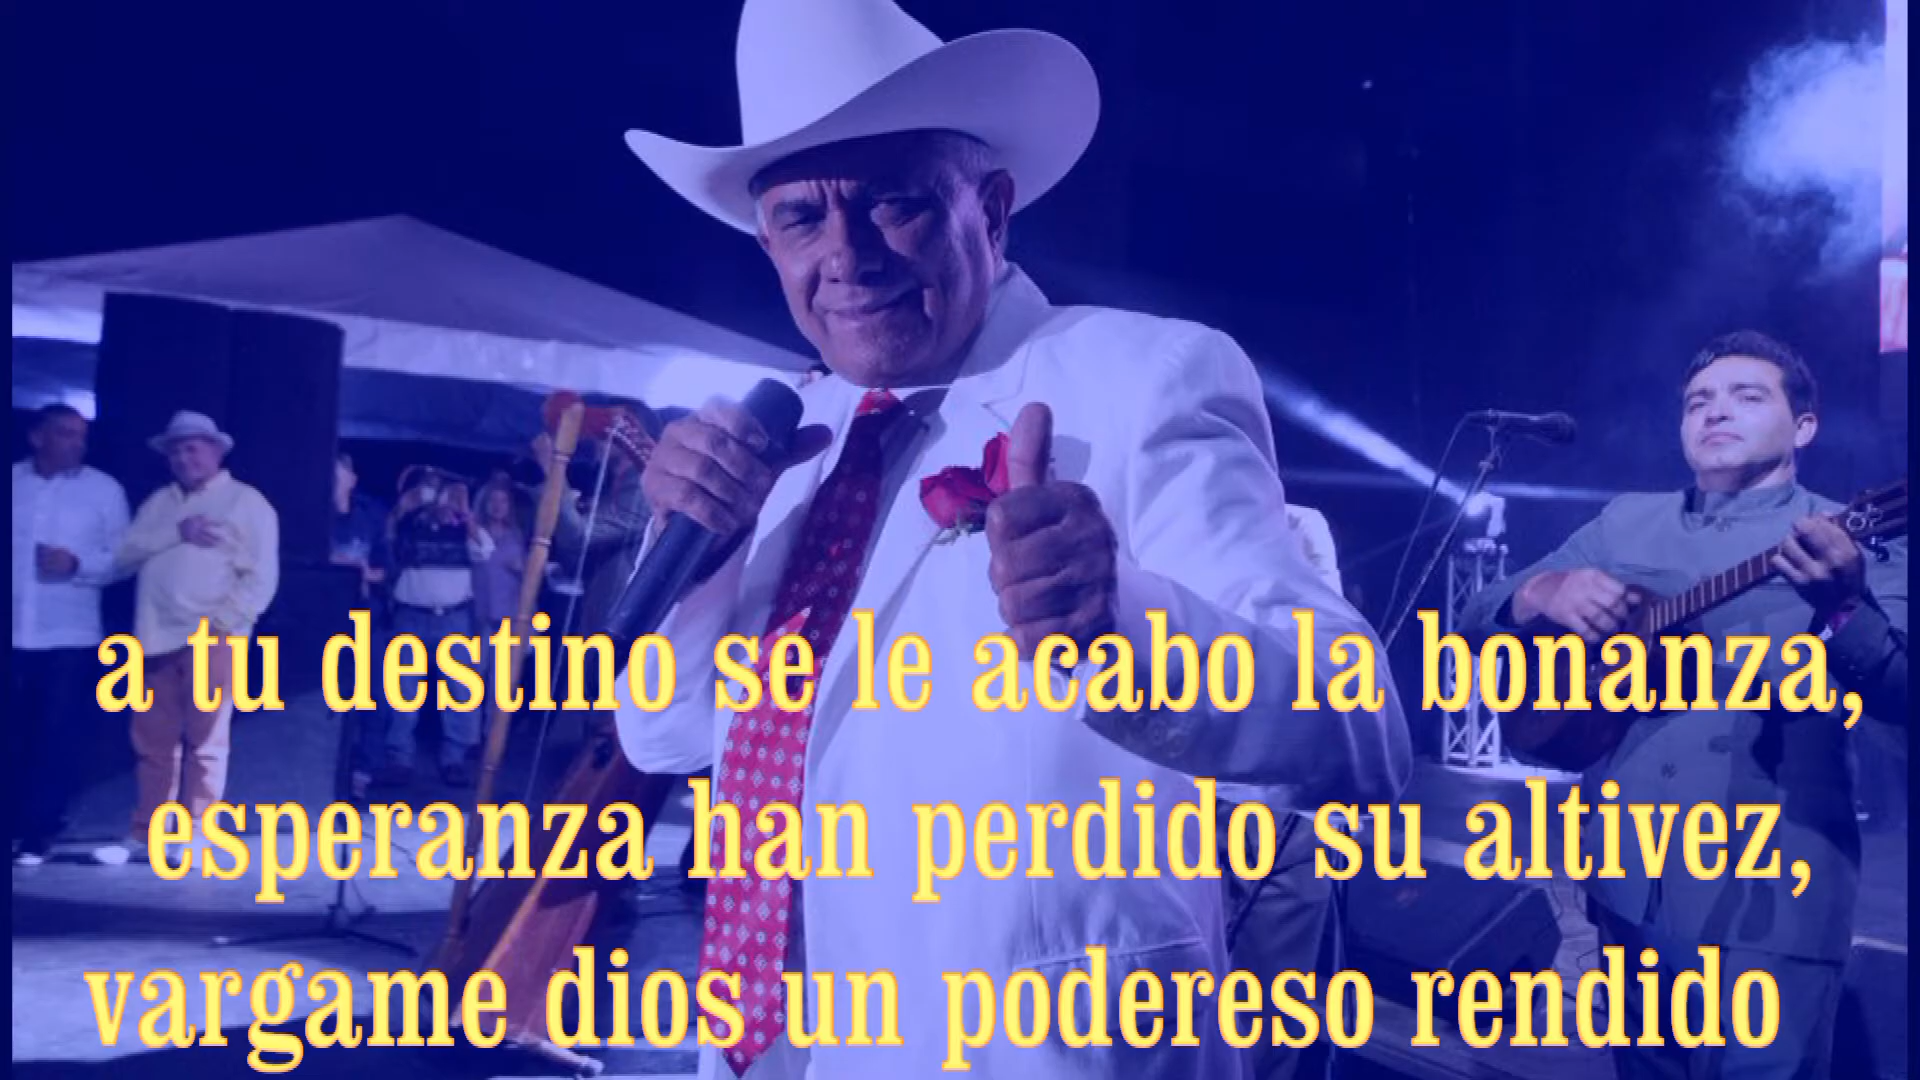 a tu destino se le acabo la bonanza,
esperanza han perdido su altivez,
vargame dios un podereso rendido